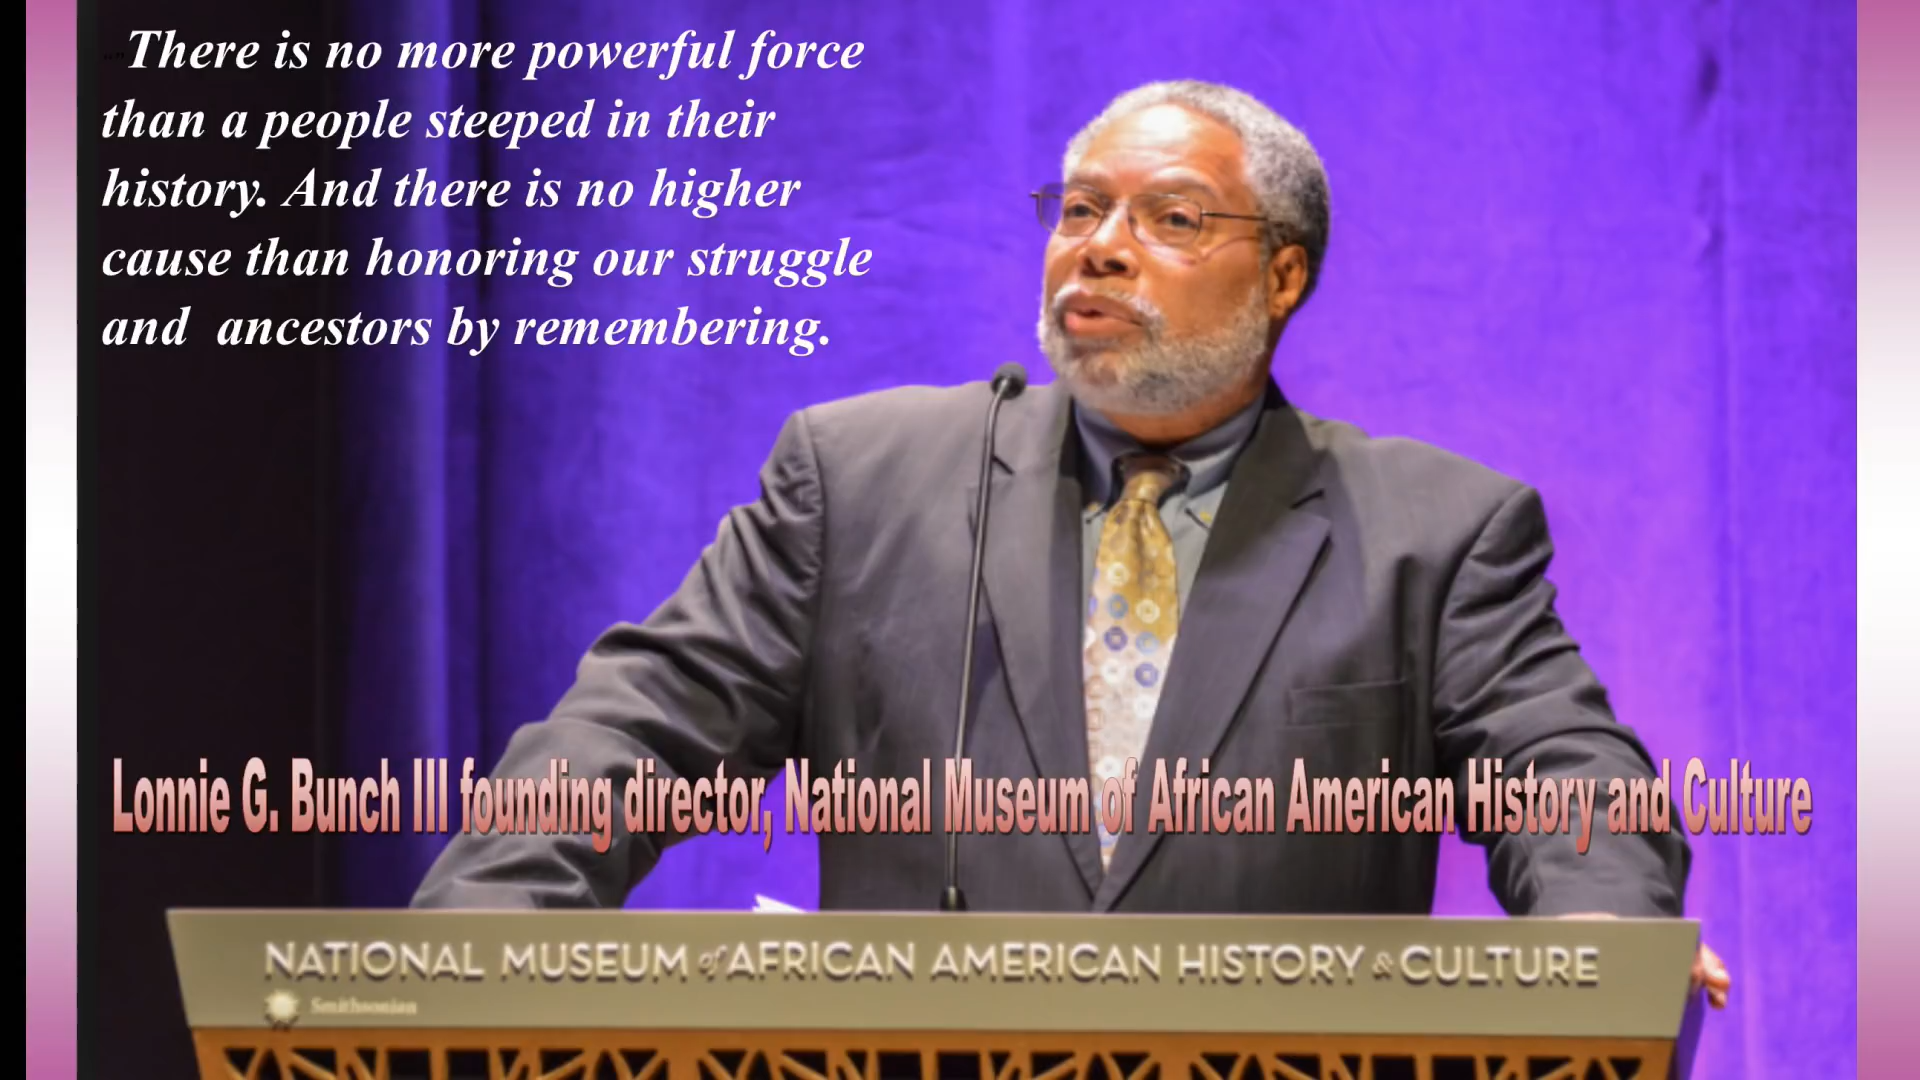 "”There is no more powerful force
than a people steeped in their
history. And there is no higher
cause than honoring our struggle
and ancestors by remembering.
Lonnie G. Bunch III founding director, National Museum of African American History and Culture
NATIONAL MUSEUM of AFRICAN AMERICAN HISTORY & CULTURE
Smithsonian